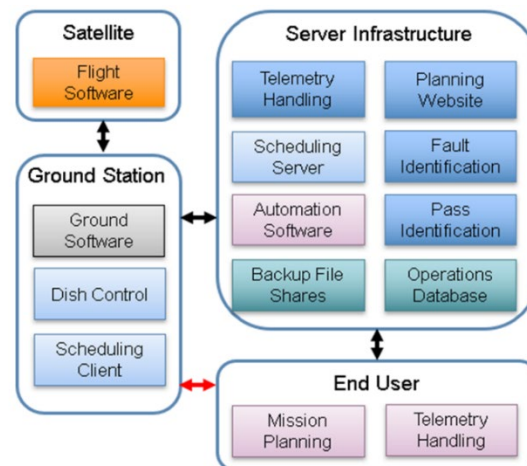 Satellite
Flight
Software
Ground Station
Ground
Software
Dish Control
Scheduling
Client
Server Infrastructure
Telemetry
Handling
Planning
Website
Scheduling
Server
Fault
Identification
Automation
Software
Pass
Identification
Backup File
Shares
Operations
Database
End User
Mission
Planning
Telemetry
Handling